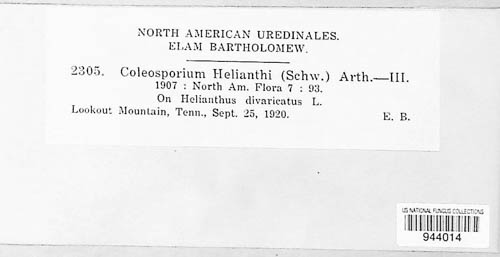 NORTH AMERICAN UREDINALES.
ELAM BARTHOLOMEW.
2305. Coleosporium Helianthi (Schw.) Arth.—III.
1907 : North Am. Flora 7 : 93.
On Helianthus divaricatus L.
Lookout Mountain, Tenn., Sept. 25, 1920. E. B.
US NATIONAL FUNGUS COLLECTIONS
944014